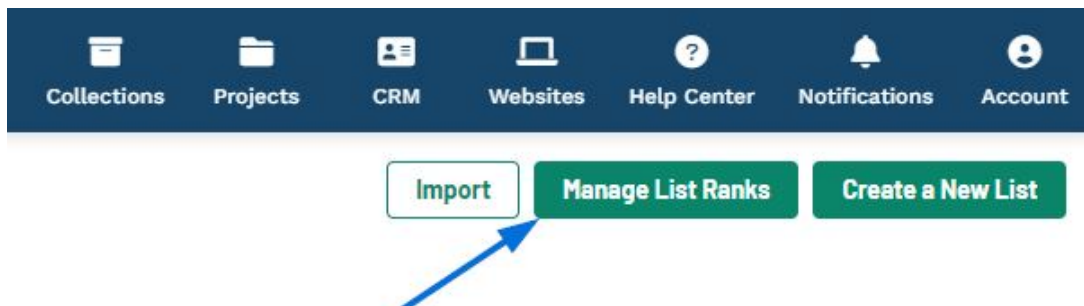 Collections Projects CRM Websites Help Center Notifications Account
Import Manage List Ranks Create a New List